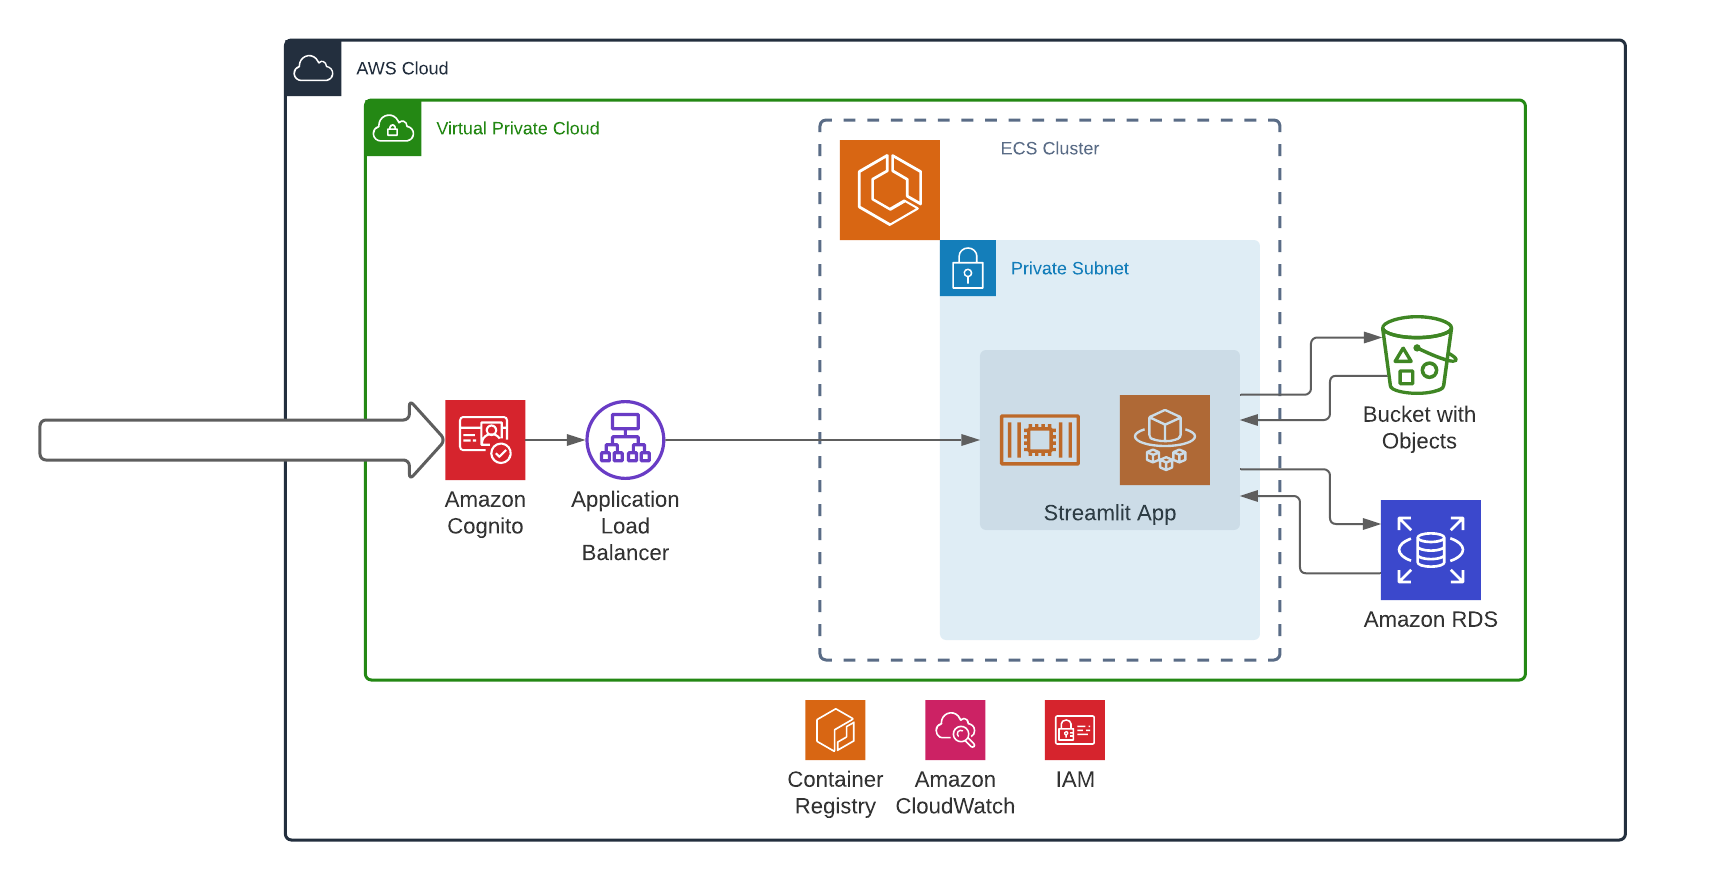 AWS Cloud
Virtual Private Cloud
ECS Cluster
Private Subnet
Streamlit App
Amazon
Cognito
Application
Load
Balancer
Bucket with
Objects
Amazon RDS
Container
Registry
Amazon
CloudWatch
IAM